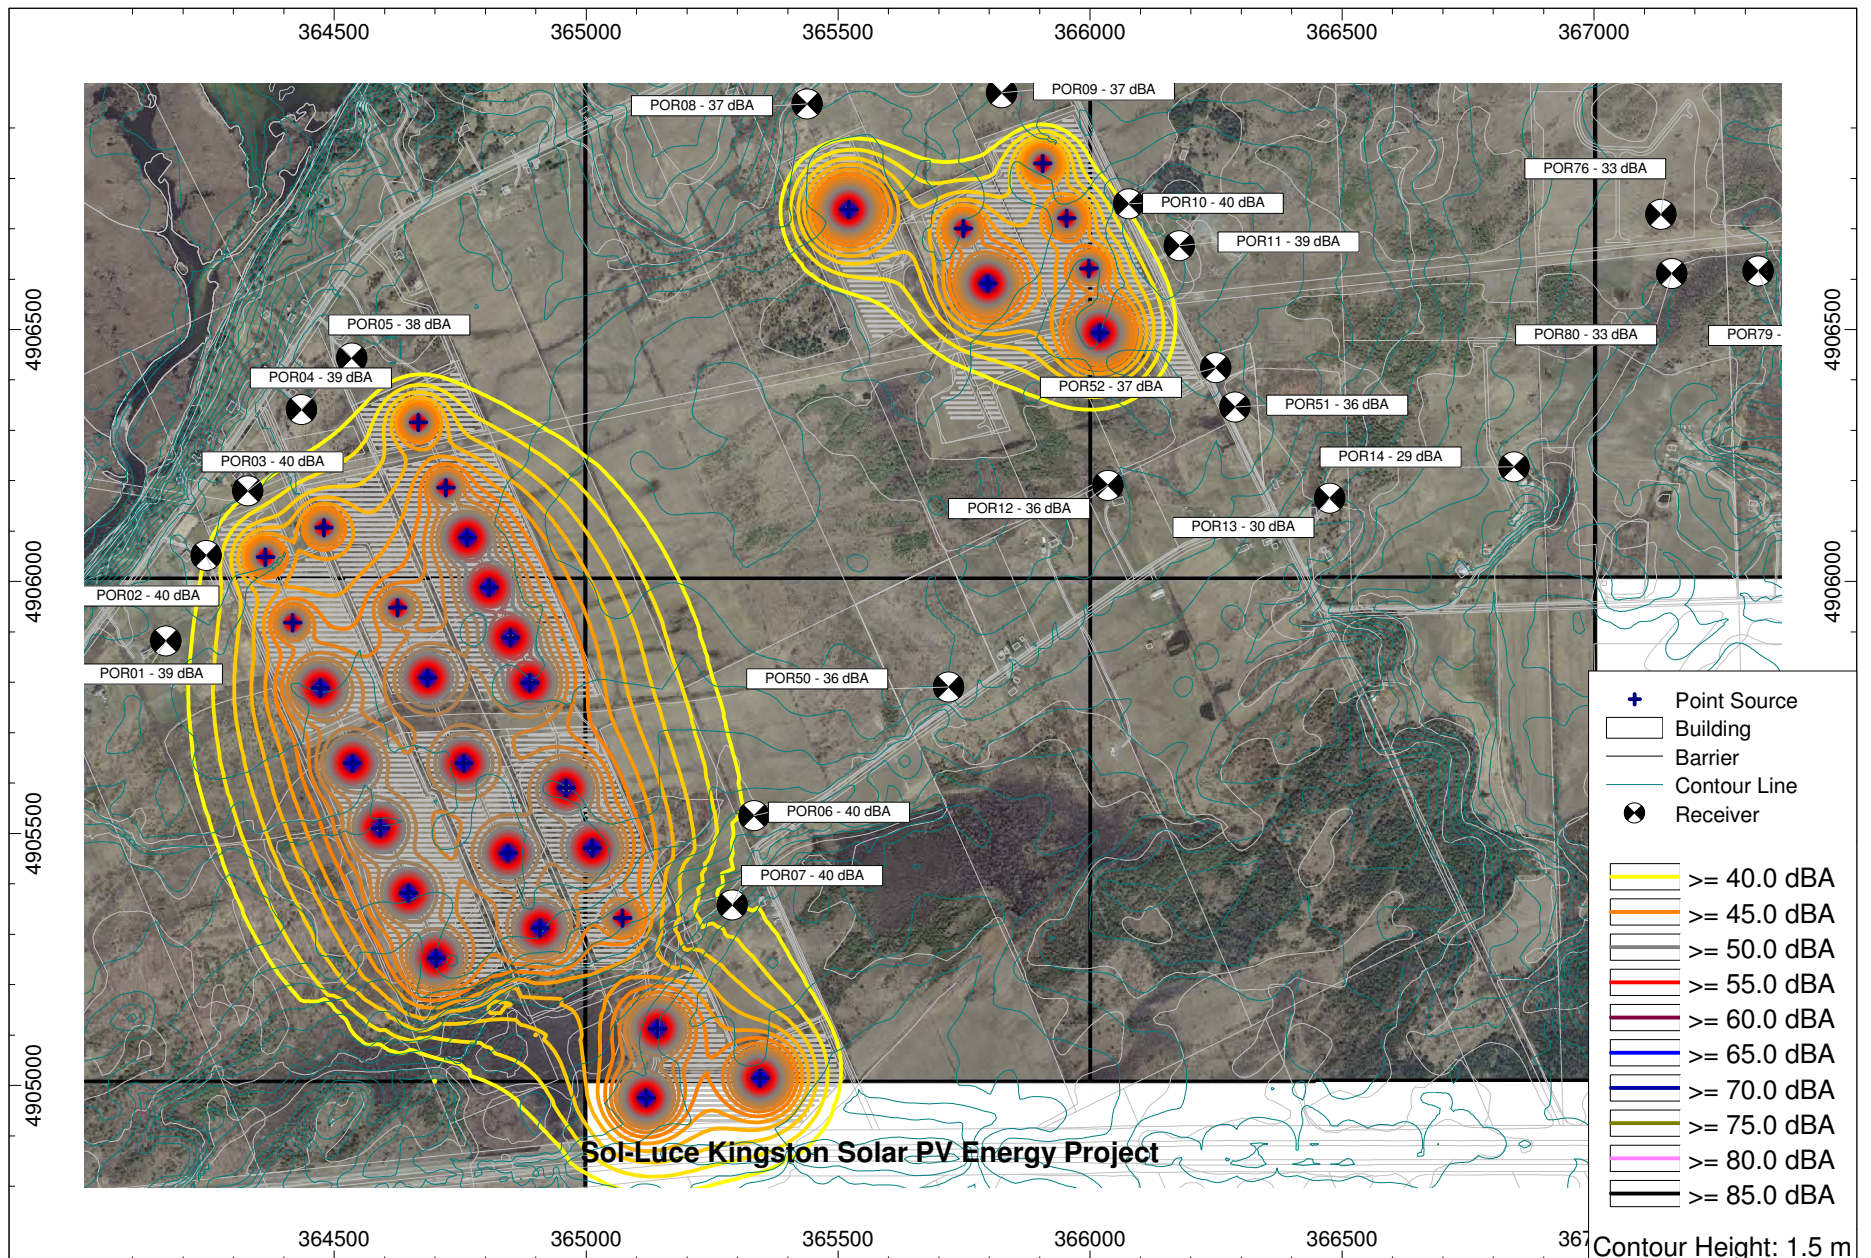 364500 365000 365500 366000 366500 367000
POR09 - 37 dBA
POR08 - 37 dBA
POR76 - 33 dBA
POR10 - 40 dBA
POR11 - 39 dBA
4906500
4906500
POR05 - 38 dBA
POR80 - 33 dBA
POR79 -
POR04 - 39 dBA
POR52 - 37 dBA
POR51 - 36 dBA
POR03 - 40 dBA
POR14 - 29 dBA
POR12 - 36 dBA
POR13 - 30 dBA
4906000
4906000
POR02 - 40 dBA
POR01 - 39 dBA
POR50 - 36 dBA
POR06 - 40 dBA
4905500
POR07 - 40 dBA
4905000
Sol-Luce Kingston Solar PV Energy Project
364500 365000 365500 366000 366500 367
Point Source
Building
Barrier
Contour Line
Receiver
>= 40.0 dBA
>= 45.0 dBA
>= 50.0 dBA
>= 55.0 dBA
>= 60.0 dBA
>= 65.0 dBA
>= 70.0 dBA
>= 75.0 dBA
>= 80.0 dBA
>= 85.0 dBA
Contour Height: 1.5 m